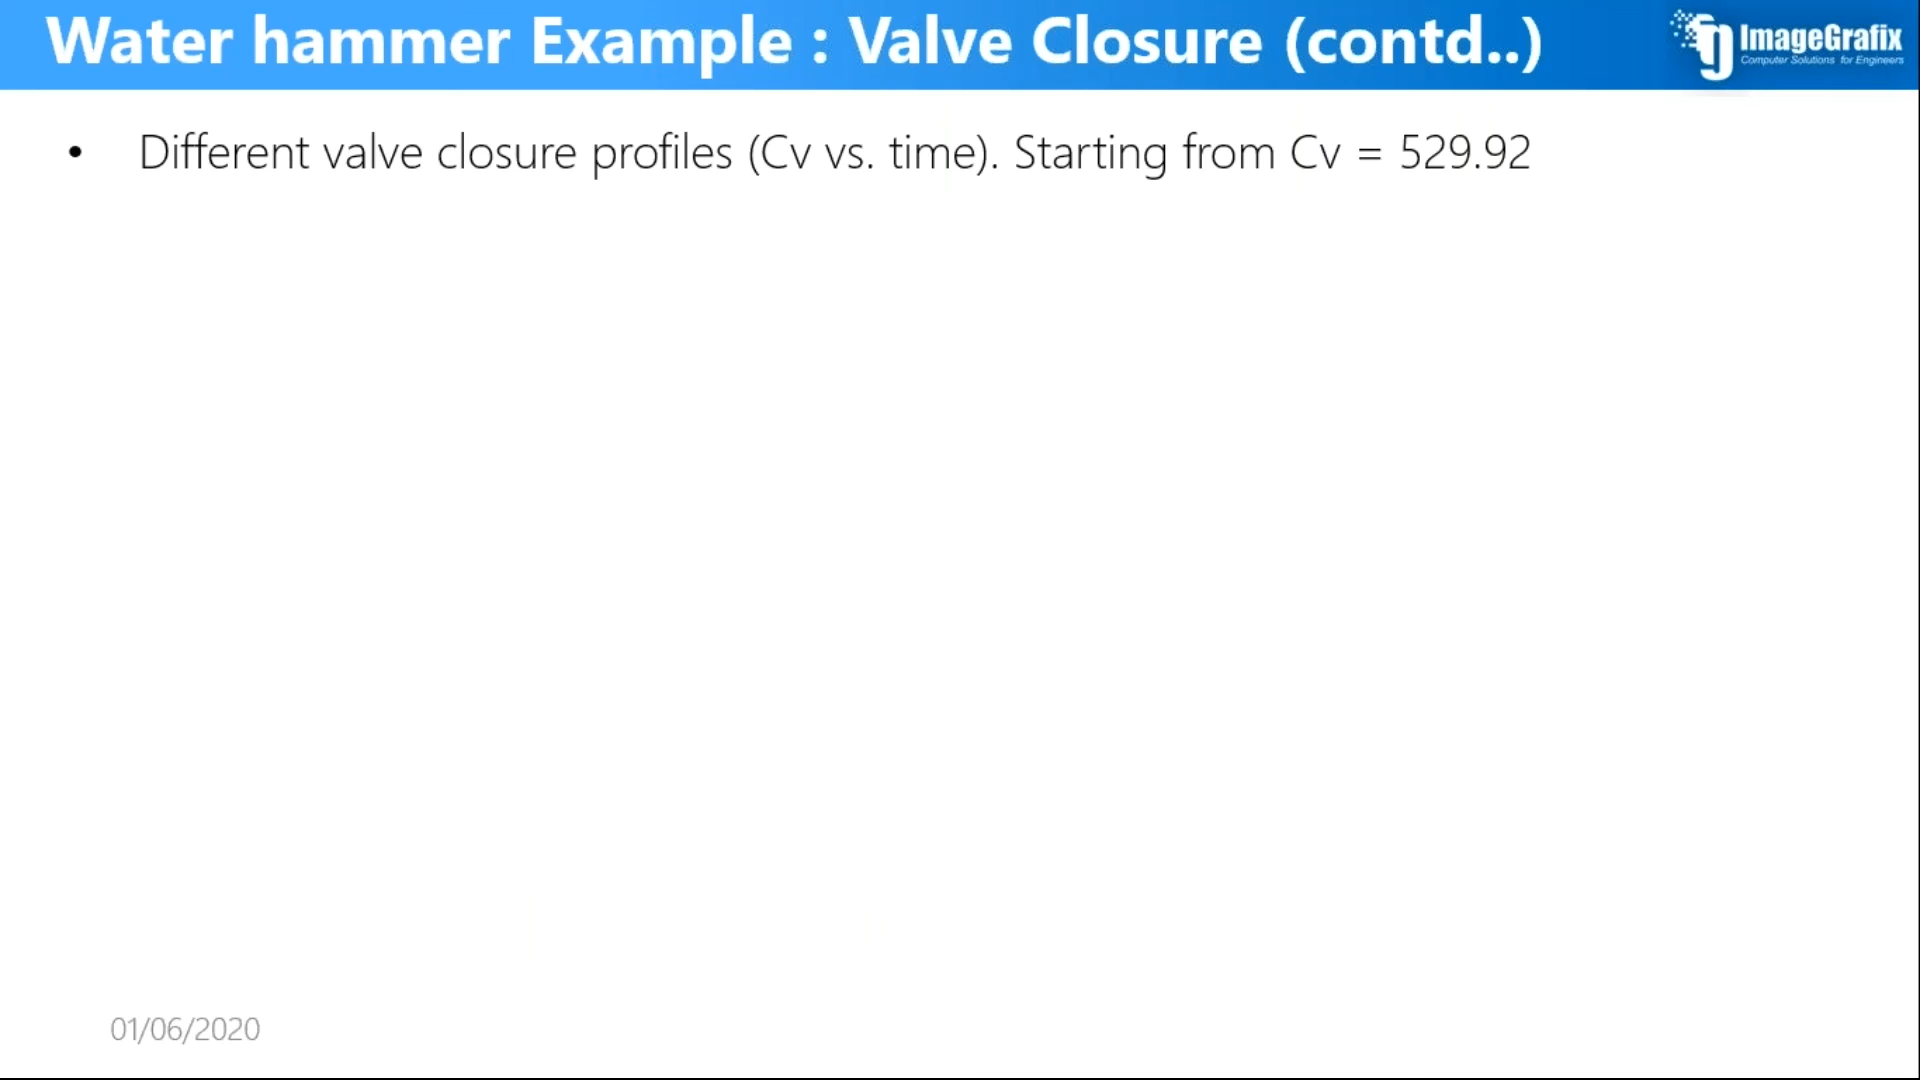 Water hammer Example : Valve Closure (contd..)
ImageGrafix
Computer Solutions for Engineers
• Different valve closure profiles (Cv vs. time). Starting from Cv = 529.92
01/06/2020